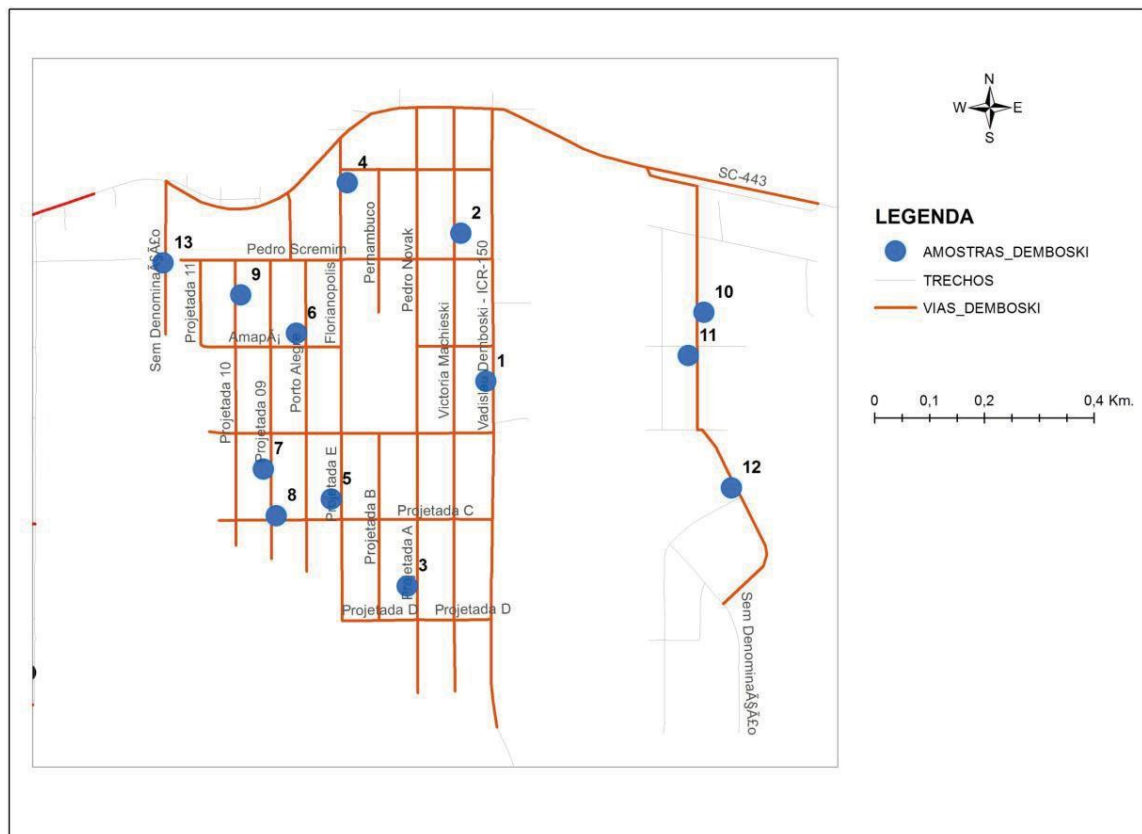 N
W E
S
SC-443
LEGENDA
AMOSTRAS_DEMBOSKI
TRECHOS
VIAS_DEMBOSKI
0 0,1 0,2 0,4 Km.
4
2
13
Pedro Scremim
9
6
10
11
AmapÃ¡
1
7
5
8
12
Projetada C
3
Projetada D
Projetada D
Sem DenominaÃ§Ã£o
Projetada 11
Projetada 10
Projetada 09
Porto Alegre
Florianopolis
Pernambuco
Pedro Novak
Victoria Machieski
Demboski - ICR-150
Projetada E
Projetada B
Projetada A
Sem DenominaÃ§Ã£o